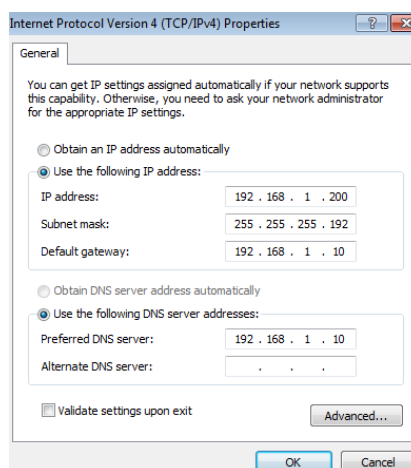 Internet Protocol Version 4 (TCP/IPv4) Properties
General
You can get IP settings assigned automatically if your network supports
this capability. Otherwise, you need to ask your network administrator
for the appropriate IP settings.
Obtain an IP address automatically
Use the following IP address:
IP address: 192 . 168 . 1 . 200
Subnet mask: 255 . 255 . 255 . 192
Default gateway: 192 . 168 . 1 . 10
Obtain DNS server address automatically
Use the following DNS server addresses:
Preferred DNS server: 192 . 168 . 1 . 10
Alternate DNS server: . . .
Validate settings upon exit
Advanced...
OK Cancel